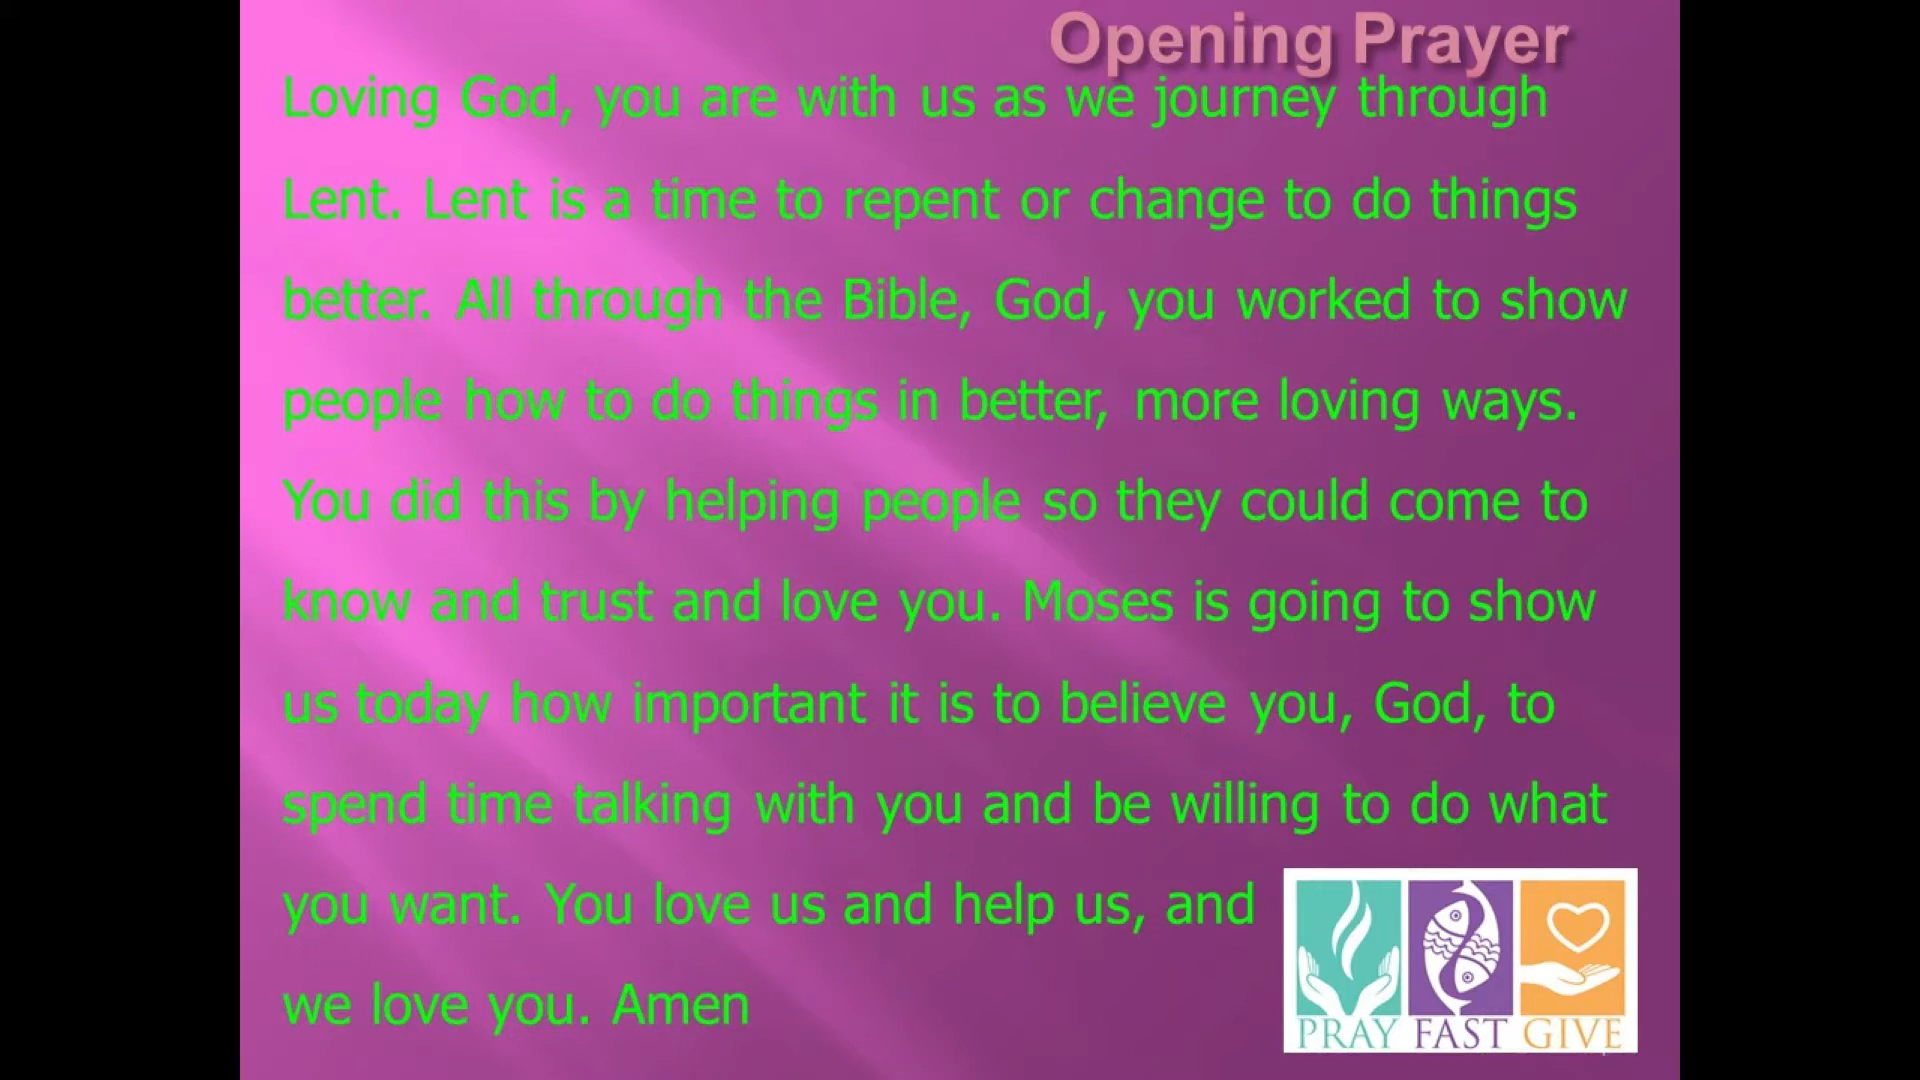 Opening Prayer
Loving God, you are with us as we journey through
Lent. Lent is a time to repent or change to do things
better. All through the Bible, God, you worked to show
people how to do things in better, more loving ways.
You did this by helping people so they could come to
know and trust and love you. Moses is going to show
us today how important it is to believe you, God, to
spend time talking with you and be willing to do what
you want. You love us and help us, and
we love you. Amen
PRAY FAST GIVE